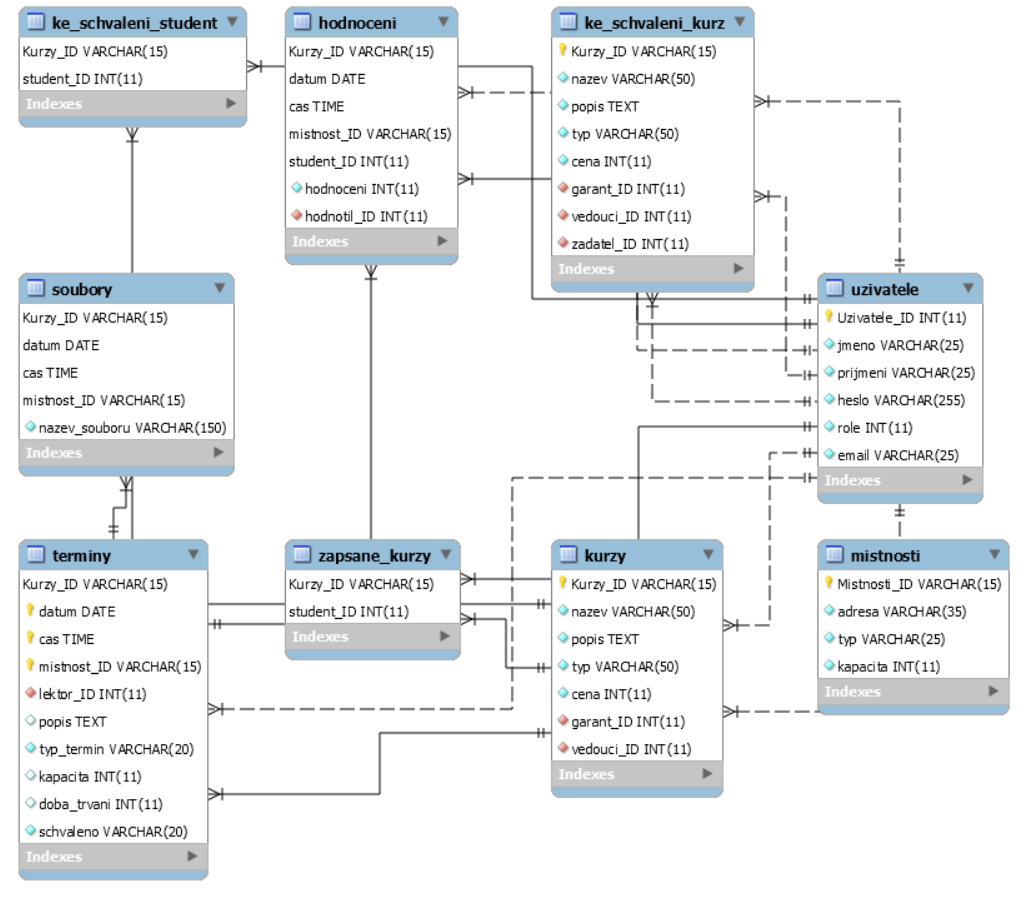 ke_schvaleni_student
Kurzy_ID VARCHAR(15)
student_ID INT(11)
Indexes
hodnoceni
Kurzy_ID VARCHAR(15)
datum DATE
cas TIME
mistnost_ID VARCHAR(15)
student_ID INT(11)
hodnoceni INT(11)
hodnotil_ID INT(11)
Indexes
ke_schvaleni_kurz
Kurzy_ID VARCHAR(15)
nazev VARCHAR(50)
popis TEXT
typ VARCHAR(50)
cena INT(11)
garant_ID INT(11)
vedouci_ID INT(11)
zadatel_ID INT(11)
Indexes
soubory
Kurzy_ID VARCHAR(15)
datum DATE
cas TIME
mistnost_ID VARCHAR(15)
nazev_souboru VARCHAR(150)
Indexes
uzivatele
Uzivatele_ID INT(11)
jmeno VARCHAR(25)
prijmeni VARCHAR(25)
heslo VARCHAR(255)
role INT(11)
email VARCHAR(25)
Indexes
terminy
Kurzy_ID VARCHAR(15)
datum DATE
cas TIME
mistnost_ID VARCHAR(15)
lektor_ID INT(11)
popis TEXT
typ_termin VARCHAR(20)
kapacita INT(11)
doba_trvani INT(11)
schvaleno VARCHAR(20)
Indexes
zapsane_kurzy
Kurzy_ID VARCHAR(15)
student_ID INT(11)
Indexes
kurzy
Kurzy_ID VARCHAR(15)
nazev VARCHAR(50)
popis TEXT
typ VARCHAR(50)
cena INT(11)
garant_ID INT(11)
vedouci_ID INT(11)
Indexes
mistnosti
Mistnosti_ID VARCHAR(15)
adresa VARCHAR(35)
typ VARCHAR(25)
kapacita INT(11)
Indexes